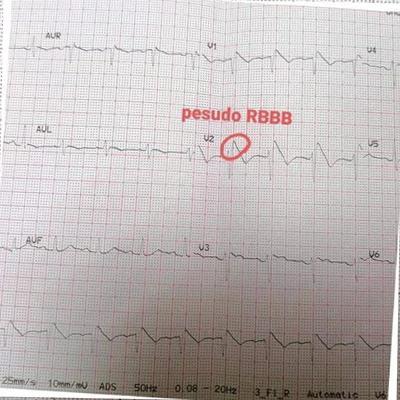 AVR
V1
V4
pesudo RBBB
AVL
V2
V5
AVF
V3
V6
25mm/s 10mm/mV ADS 50Hz 0.08 - 20Hz 3_F1_R Automatic V6